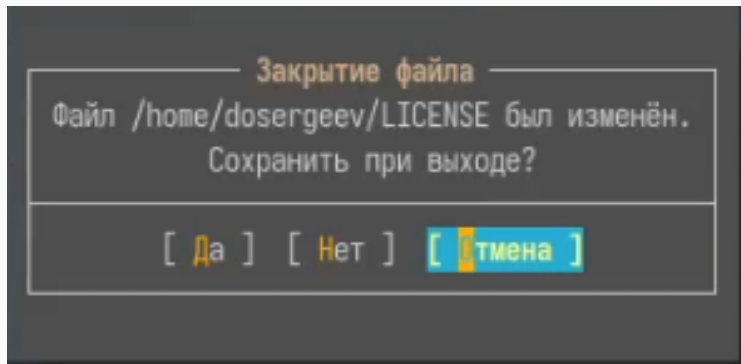 Закрытие файла
Файл /home/dosergeev/LICENSE был изменён.
Сохранить при выходе?
[ Да ] [ Нет ] [ Отмена ]